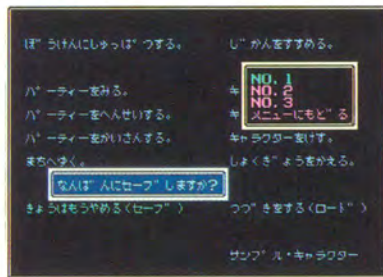 ぼうけんにしゅっぱつする。
じかんをすすめる。
パーティーをみる。
キ
NO. 1
NO. 2
NO. 3
メニューにもどる
パーティーをへんせいする。
キ
パーティーをかいさんする。
キャラクターをけす。
まちへゆく。
しょくぎょうをかえる。
なんばんにセーブしますか?
きょうはもうやめる(セーブ)
つづきをする(ロード)
サンプル・キャラクター